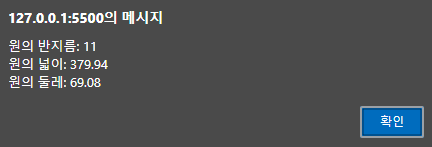 127.0.0.1:5500의 메시지
원의 반지름: 11
원의 넓이: 379.94
원의 둘레: 69.08
확인